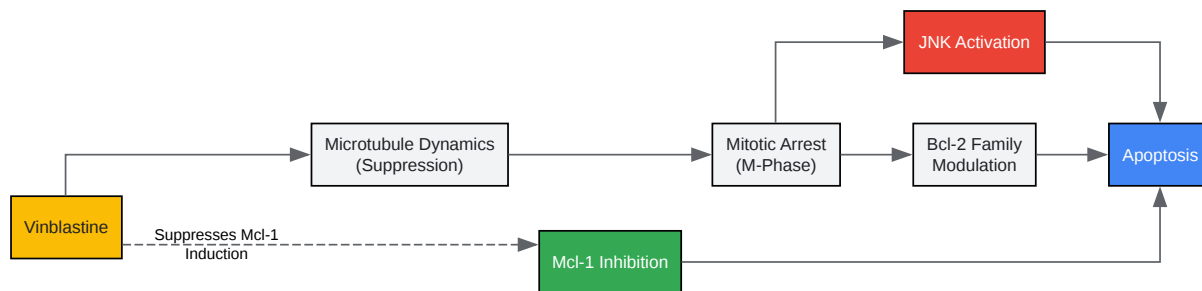 JNK Activation
Microtubule Dynamics
(Suppression)
Mitotic Arrest
(M-Phase)
Bcl-2 Family
Modulation
Apoptosis
Vinblastine
Suppresses Mcl-1
Induction
Mcl-1 Inhibition